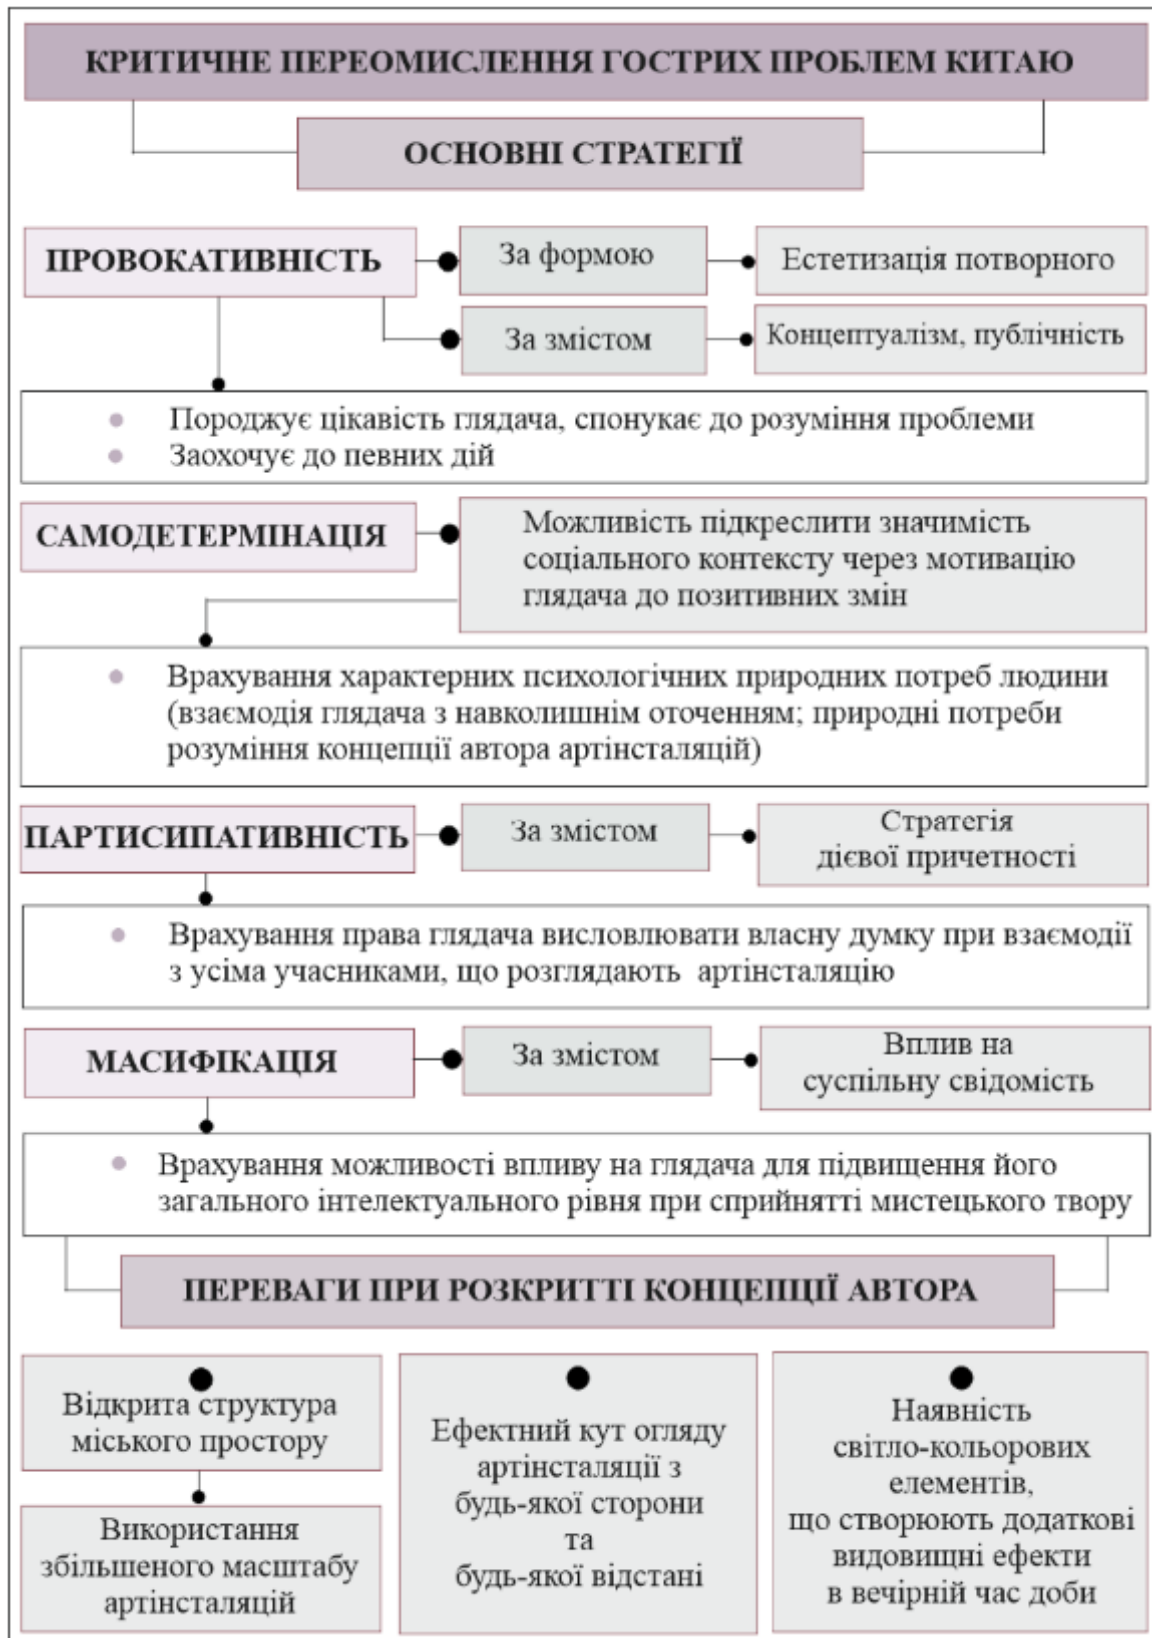 КРИТИЧНЕ ПЕРЕОМИСЛЕННЯ ГОСТРИХ ПРОБЛЕМ КИТАЮ
ОСНОВНІ СТРАТЕГІЇ
ПРОВОКАТИВНІСТЬ
За формою
Естетизація потворного
За змістом
Концептуалізм, публічність
Породжує цікавість глядача, спонукає до розуміння проблеми
Заохочує до певних дій
САМОДЕТЕРМІНАЦІЯ
Можливість підкреслити значимість
соціального контексту через мотивацію
глядача до позитивних змін
Врахування характерних психологічних природних потреб людини
(взаємодія глядача з навколишнім оточенням; природні потреби
розуміння концепції автора артінсталяцій)
ПАРТИСИПАТИВНІСТЬ
За змістом
Стратегія
дієвої причетності
Врахування права глядача висловлювати власну думку при взаємодії
з усіма учасниками, що розглядають артінсталяцію
МАСИФІКАЦІЯ
За змістом
Вплив на
суспільну свідомість
Врахування можливості впливу на глядача для підвищення його
загального інтелектуального рівня при сприйнятті мистецького твору
ПЕРЕВАГИ ПРИ РОЗКРИТТІ КОНЦЕПЦІЇ АВТОРА
Відкрита структура
міського простору
Використання
збільшеного масштабу
артінсталяцій
Ефектний кут огляду
артінсталяції з
будь-якої сторони
та
будь-якої відстані
Наявність
світло-кольорових
елементів,
що створюють додаткові
видовищні ефекти
в вечірній час доби